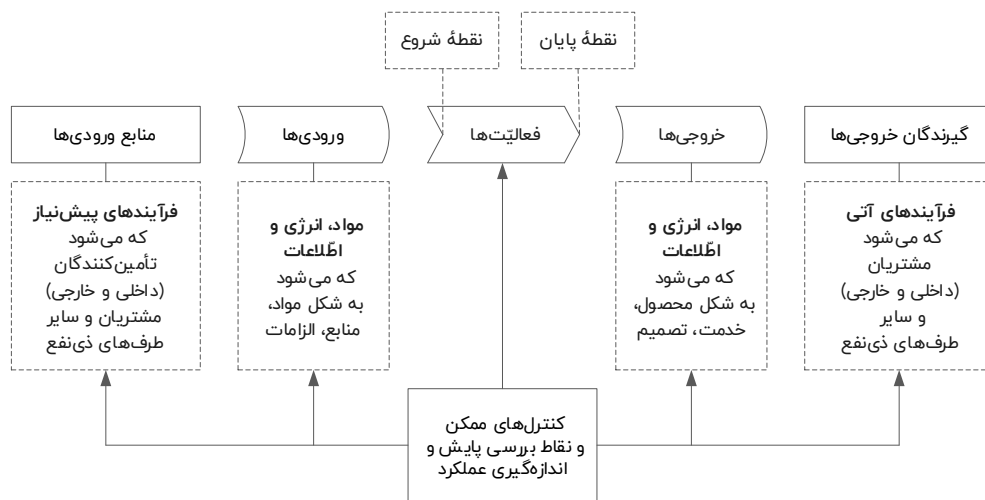 نقطهٔ شروع
نقطهٔ پایان
منابع ورودی‌ها
ورودی‌ها
فعالیّت‌ها
خروجی‌ها
گیرندگان خروجی‌ها
فرآیندهای پیش‌نیاز
که می‌شود
تأمین‌کنندگان
(داخلی و خارجی)
مشتریان و سایر
طرف‌های ذی‌نفع
مواد، انرژی و
اطّلاعات
که می‌شود
به شکل مواد،
منابع، الزامات
مواد، انرژی و
اطّلاعات
که می‌شود
به شکل محصول،
خدمت، تصمیم
فرآیندهای آتی
که می‌شود
مشتریان
(داخلی و خارجی)
و سایر
طرف‌های ذی‌نفع
کنترل‌های ممکن
و نقاط بررسی پایش و
اندازه‌گیری عملکرد